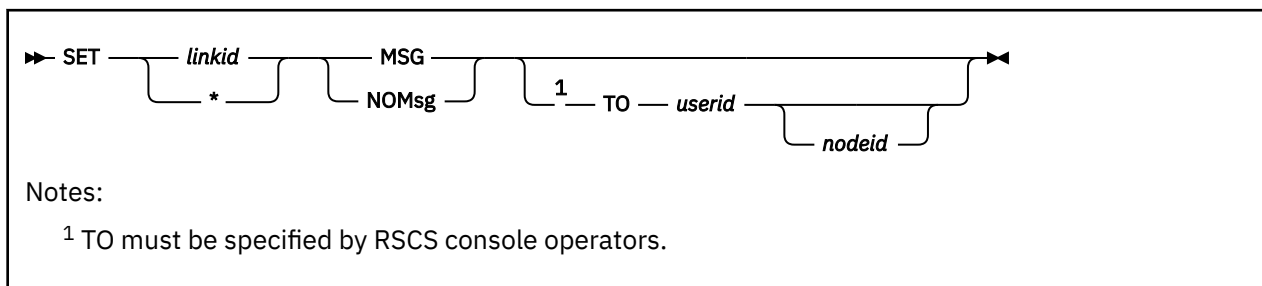 SET linkid MSG
* NOMsg 1 TO userid
nodeid
Notes:
1 TO must be specified by RSCS console operators.